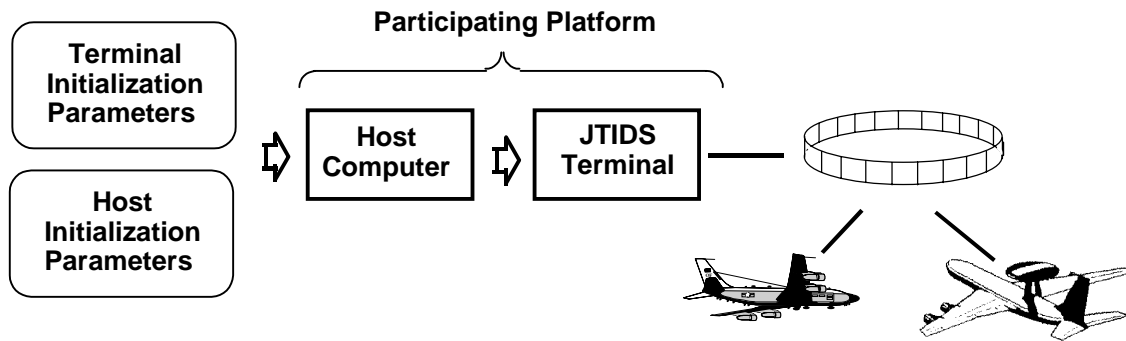 Participating Platform
Terminal
Initialization
Parameters
Host
Initialization
Parameters
Host
Computer
JTIDS
Terminal